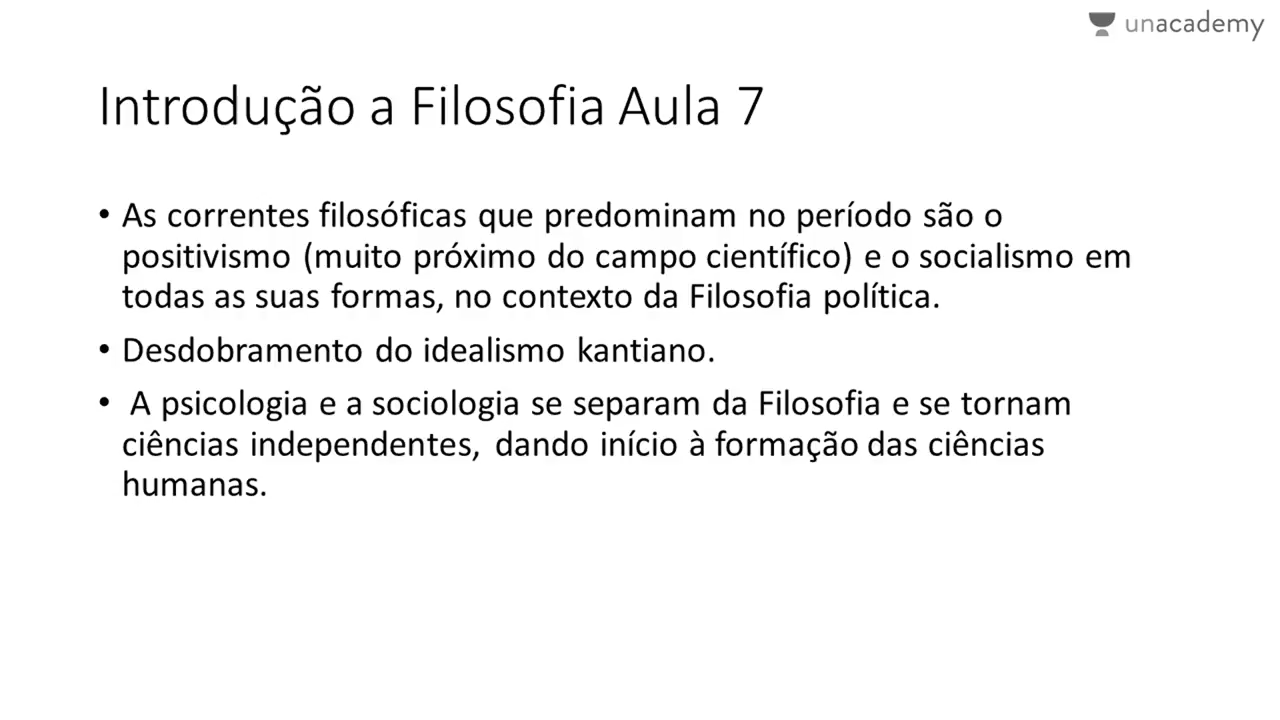 unacademy
Introdução a Filosofia Aula 7
• As correntes filosóficas que predominam no período são o
positivismo (muito próximo do campo científico) e o socialismo em
todas as suas formas, no contexto da Filosofia política.
• Desdobramento do idealismo kantiano.
• A psicologia e a sociologia se separam da Filosofia e se tornam
ciências independentes, dando início à formação das ciências
humanas.